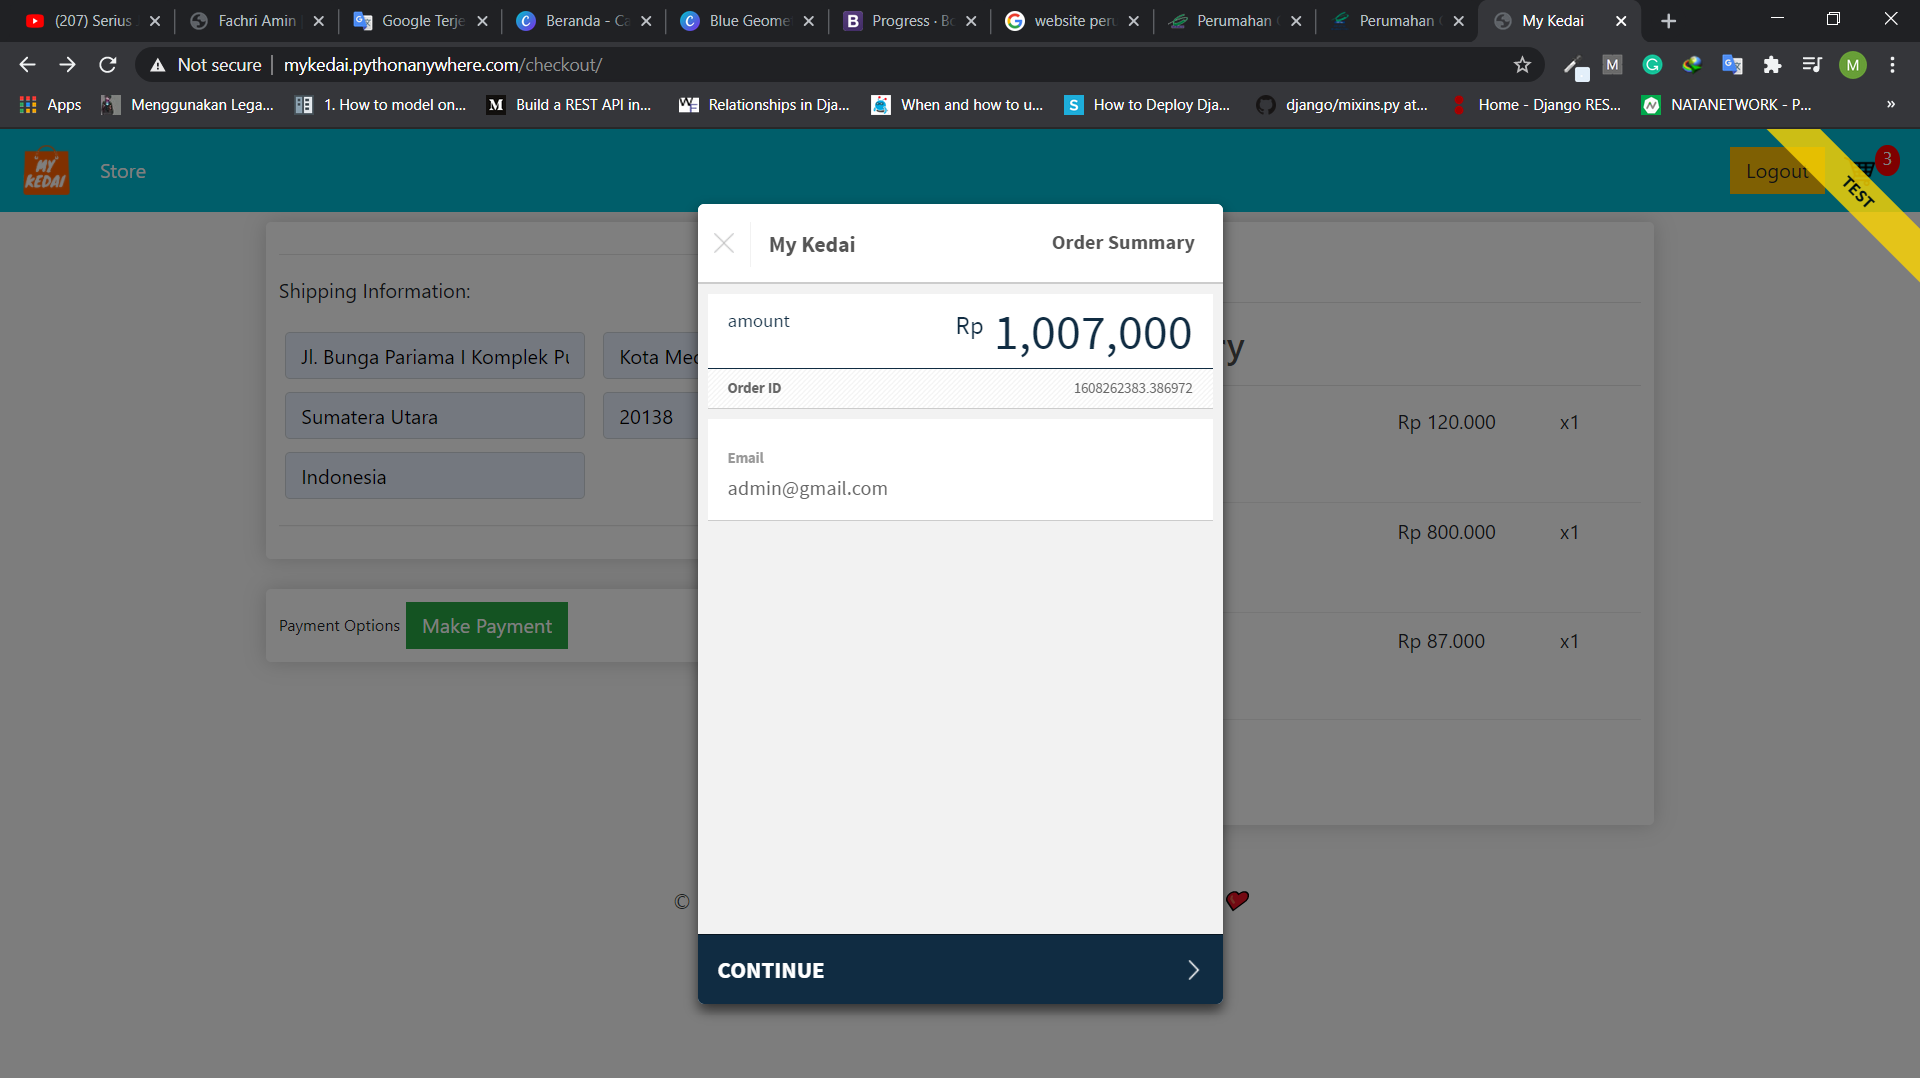 (207) Serius
Fachri Amin
Google Terje
Beranda - Ca
Blue Geome
Progress · Bo
website peru
Perumahan
Perumahan
My Kedai
Not secure
mykedai.pythonanywhere.com/checkout/
M
G
M
Apps
Menggunakan Lega...
1. How to model on...
Build a REST API in...
Relationships in Dja...
When and how to u...
How to Deploy Dja...
django/mixins.py at...
Home - Django RES...
NATANETWORK - P...
»
MY
KEDAI
Store
Logout
3
TEST
My Kedai
Order Summary
Shipping Information:
amount
Rp 1,007,000
y
Jl. Bunga Pariama I Komplek Pu
Kota Med
Order ID
1608262383.386972
Sumatera Utara
20138
Rp 120.000
x1
Email
Indonesia
admin@gmail.com
Rp 800.000
x1
Payment Options
Make Payment
Rp 87.000
x1
©
CONTINUE